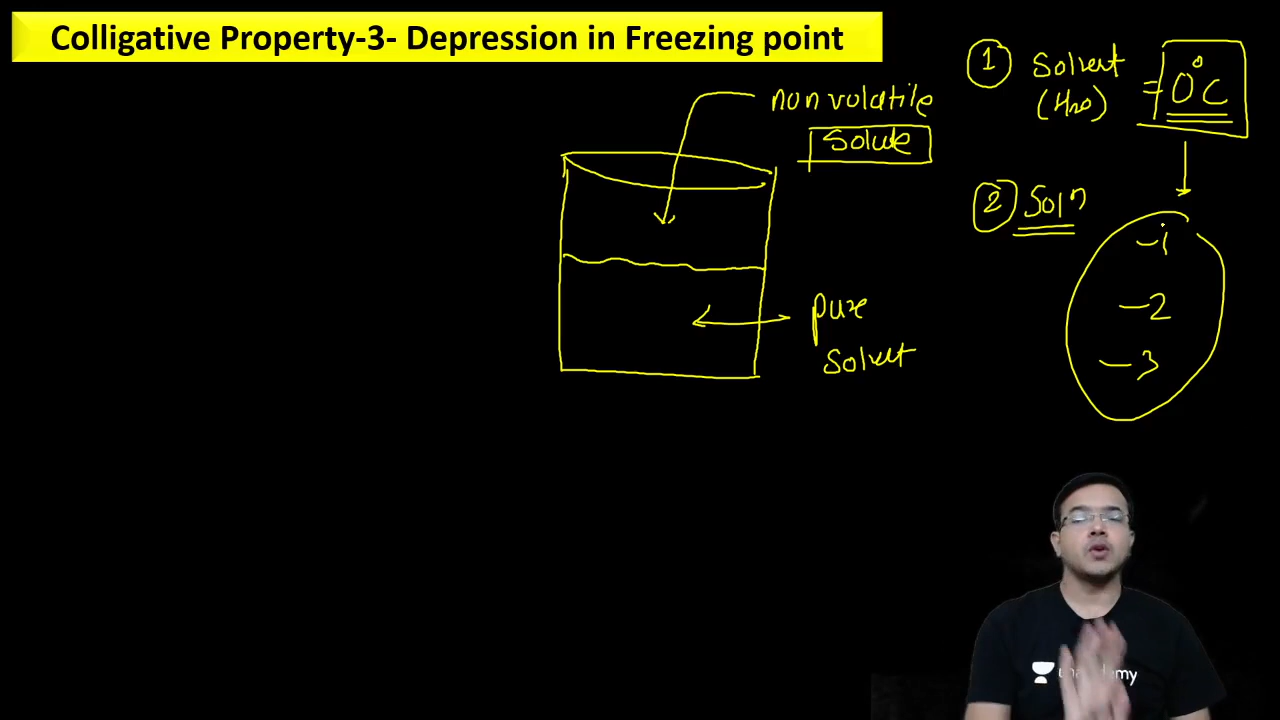 Colligative Property-3- Depression in Freezing point
non volatile
Solute
pure
Solvent
① Solvent = 0°C
(H2O)
② Soln
-1
-2
-3